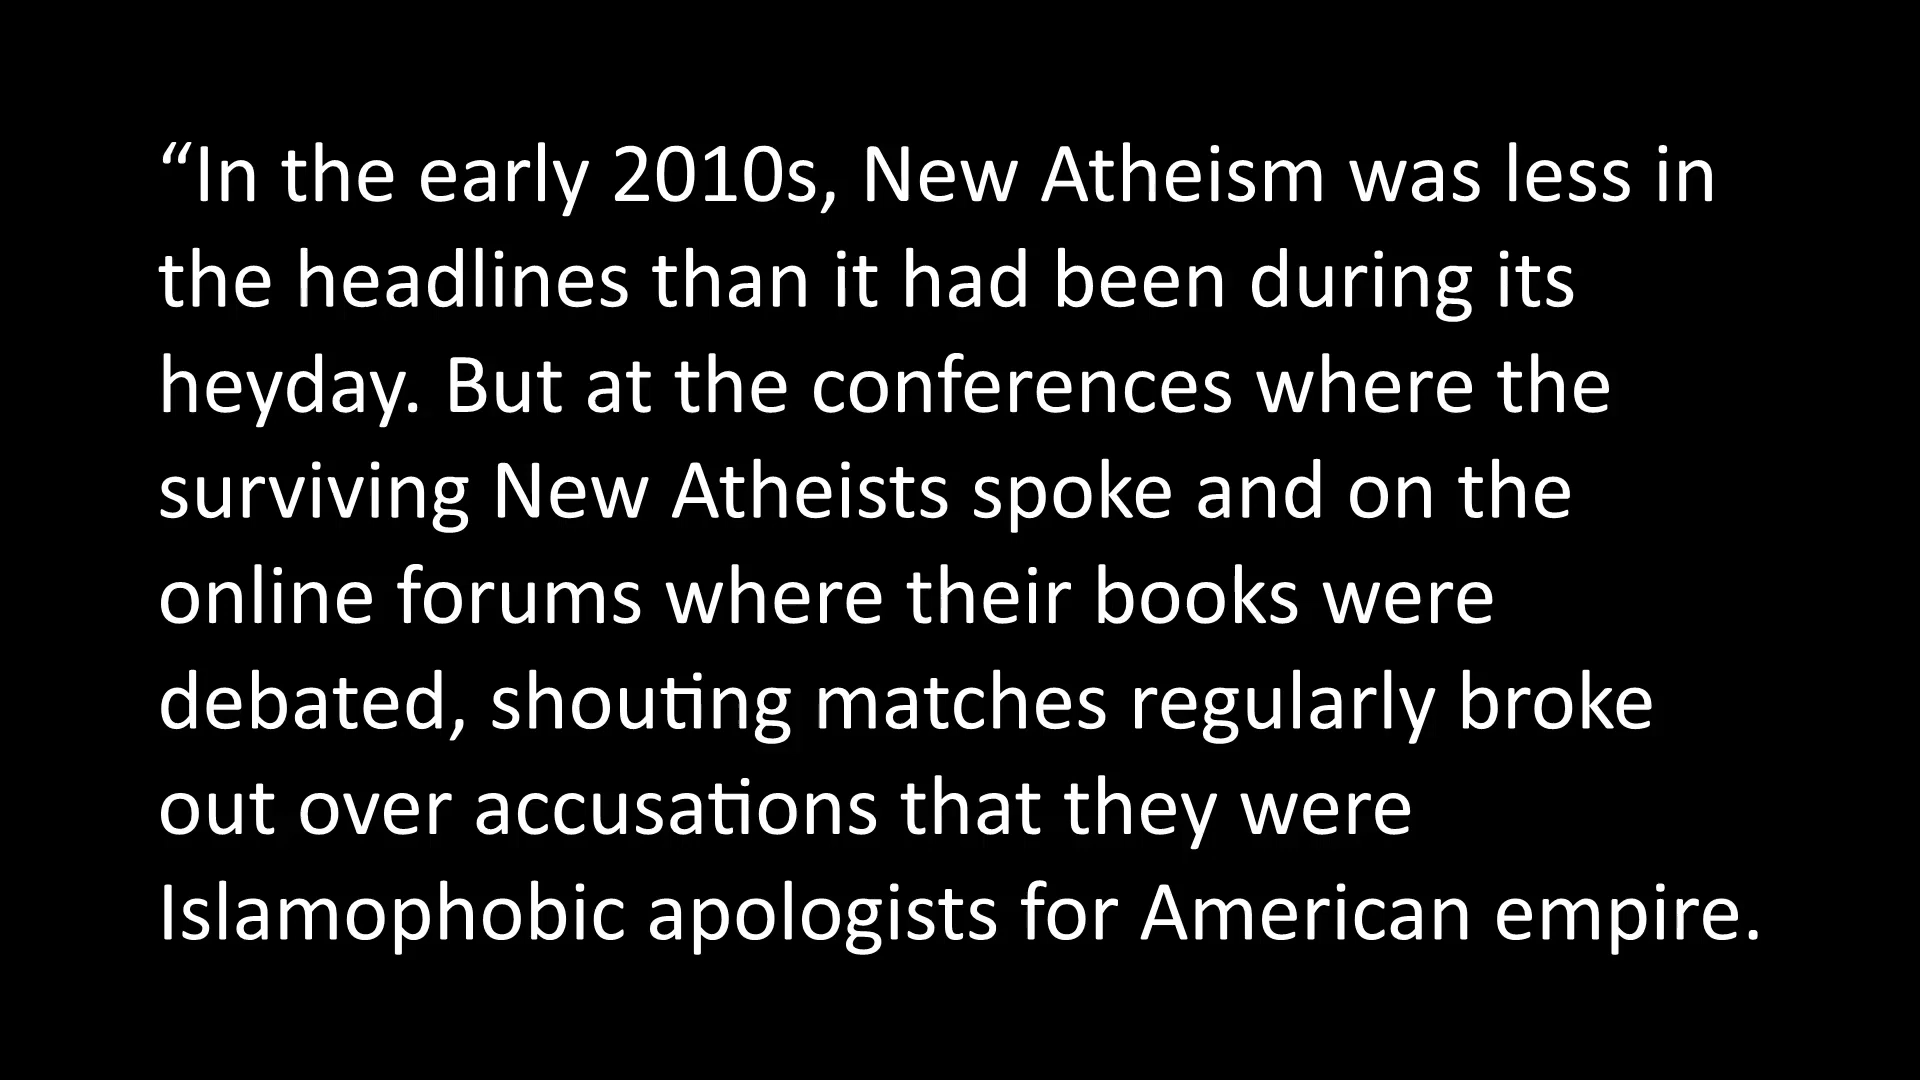 “In the early 2010s, New Atheism was less in
the headlines than it had been during its
heyday. But at the conferences where the
surviving New Atheists spoke and on the
online forums where their books were
debated, shouting matches regularly broke
out over accusations that they were
Islamophobic apologists for American empire.